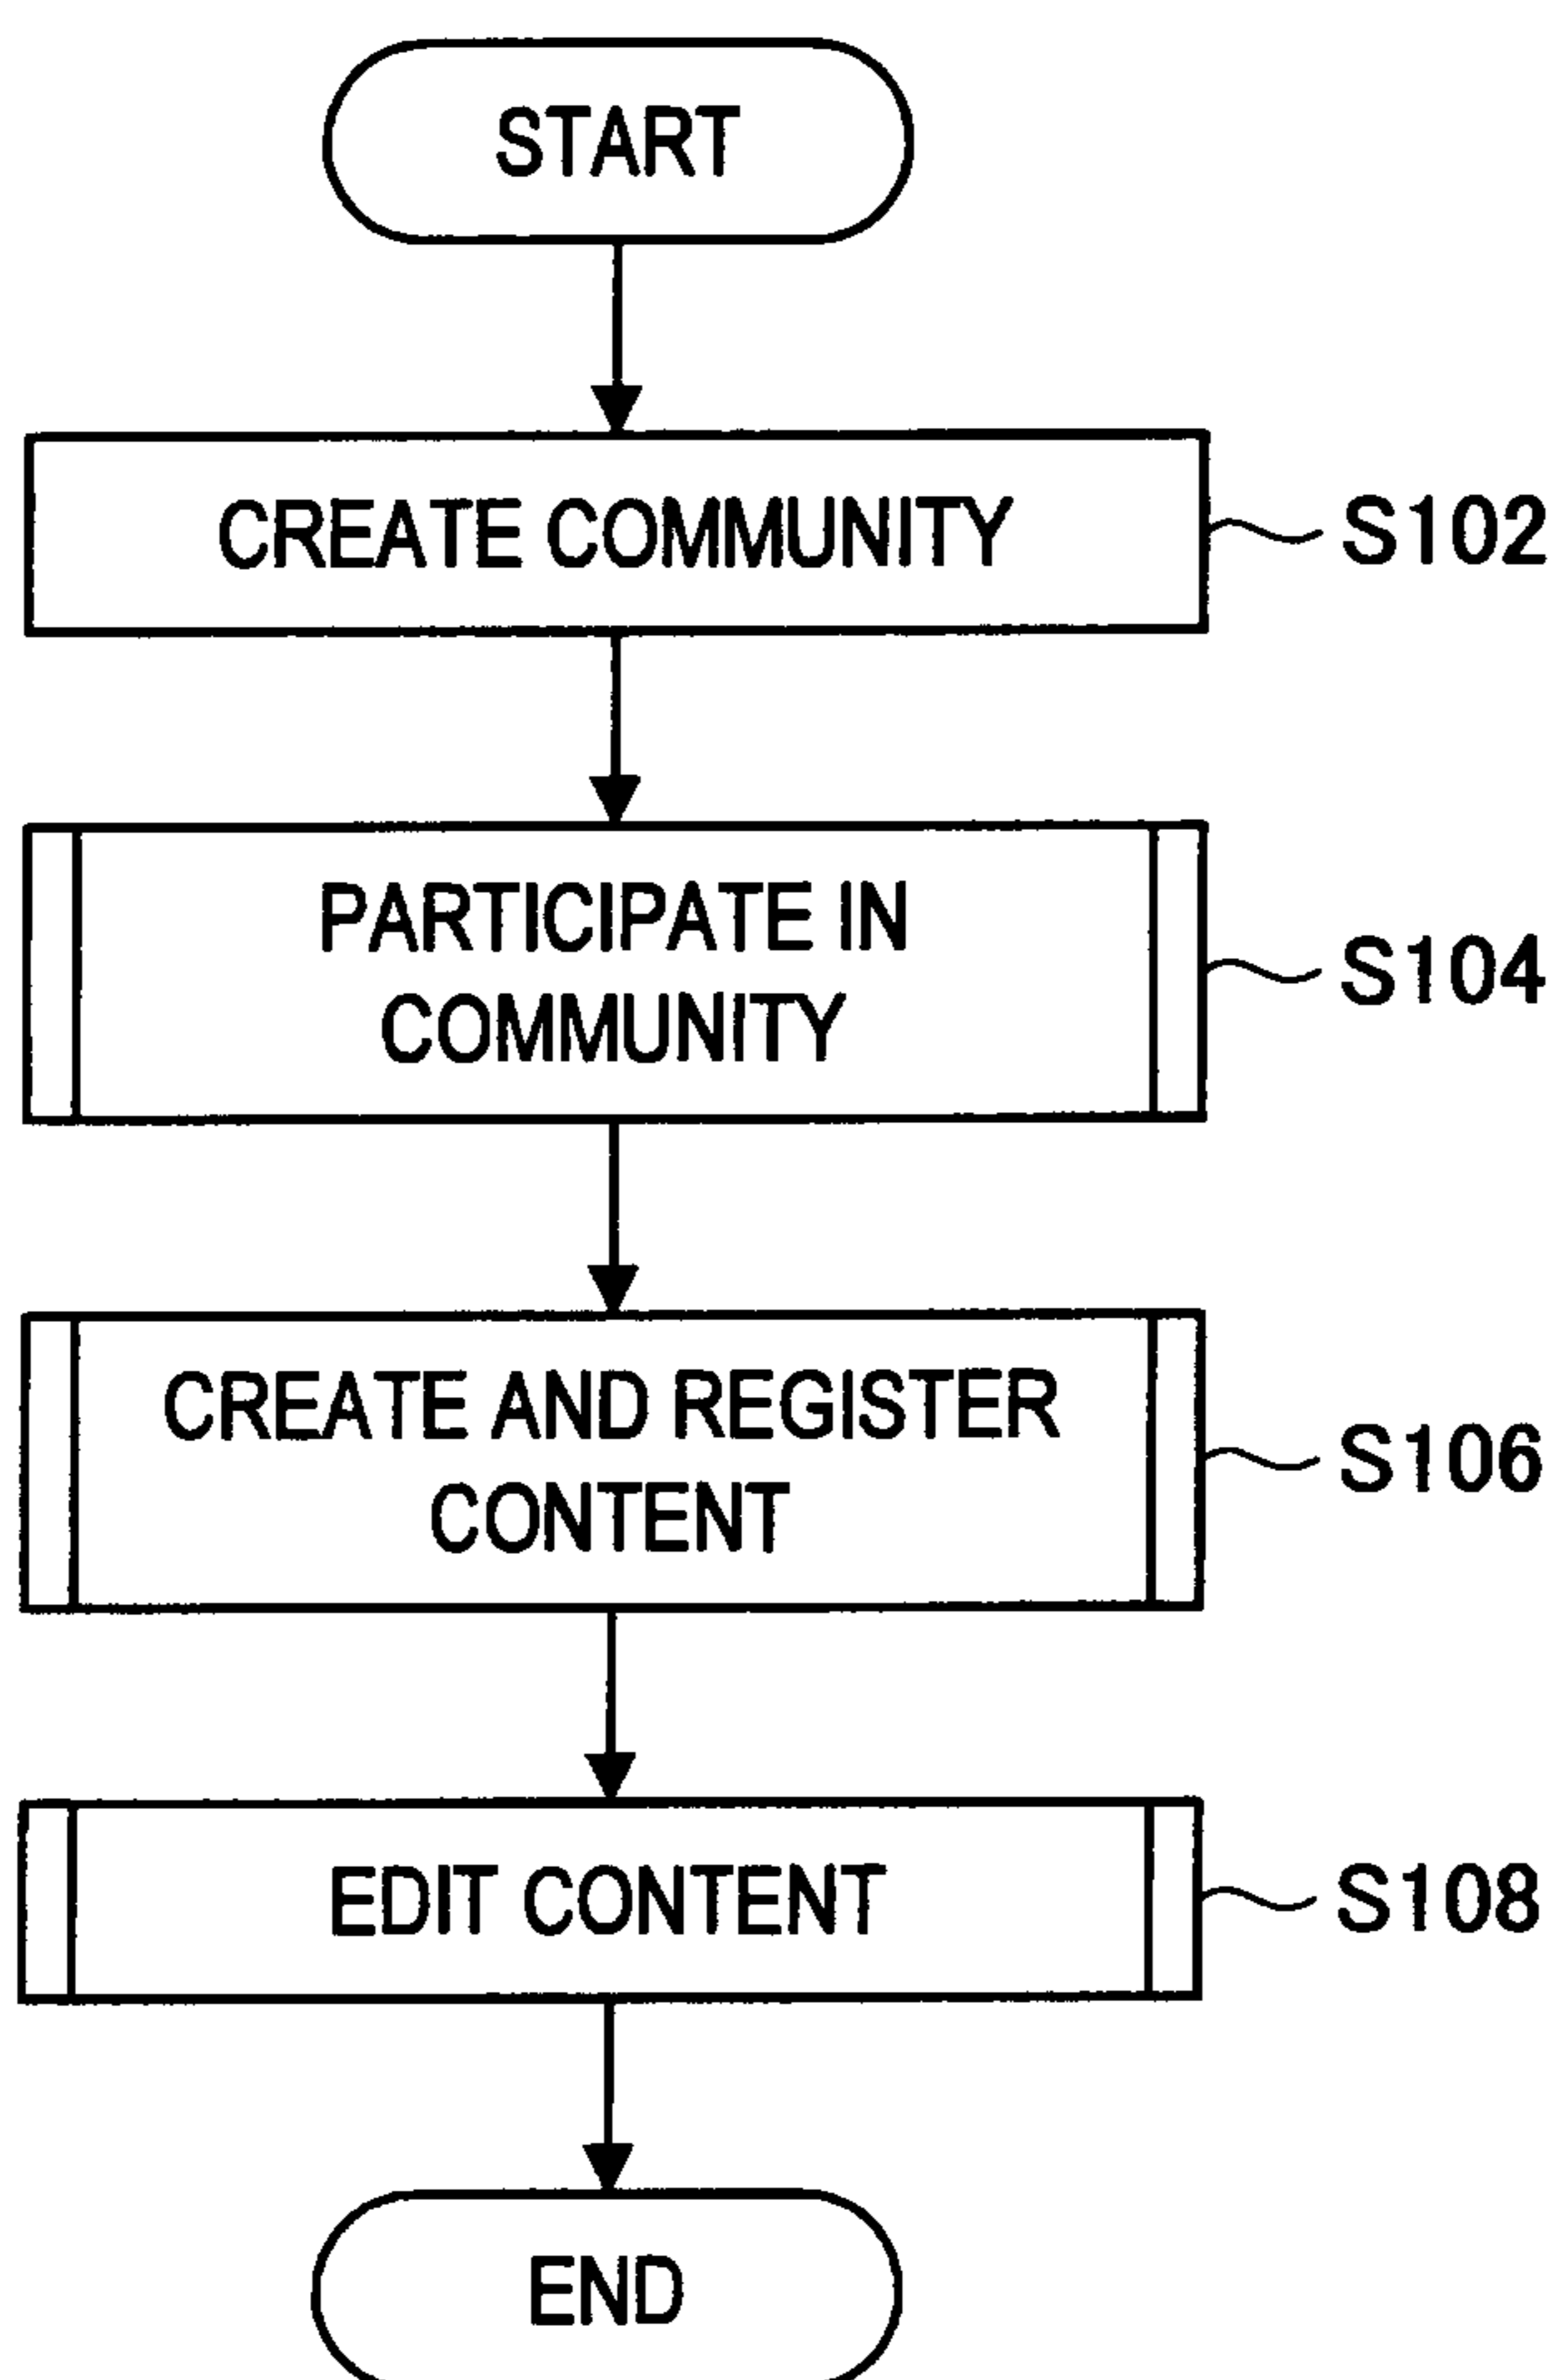 START
CREATE COMMUNITY
S102
PARTICIPATE IN
COMMUNITY
S104
CREATE AND REGISTER
CONTENT
S106
EDIT CONTENT
S108
END